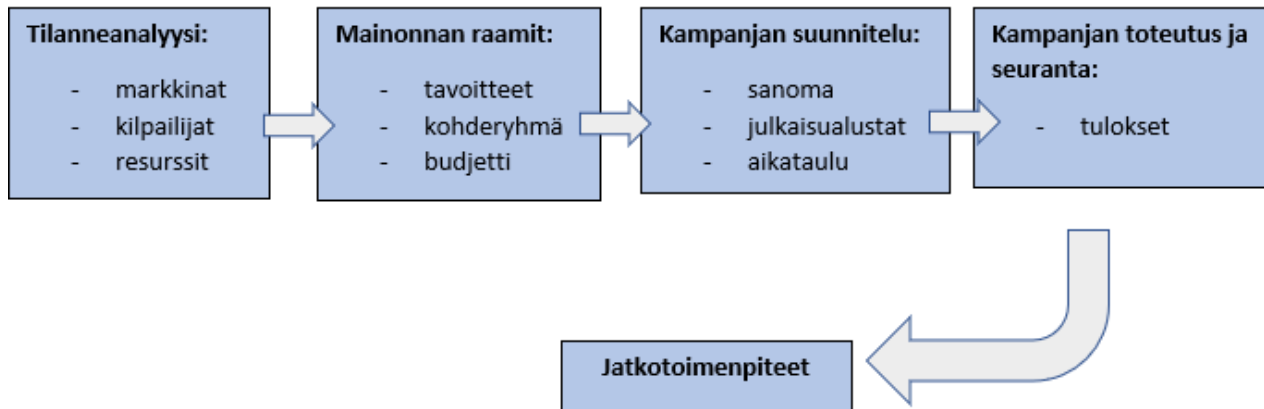 Tilanneanalyysi:
- markkinat
- kilpailijat
- resurssit
Mainonnan raamit:
- tavoitteet
- kohderyhmä
- budjetti
Kampanjan suunnitelu:
- sanoma
- julkaisualustat
- aikataulu
Kampanjan toteutus ja
seuranta:
- tulokset
Jatkotoimenpiteet